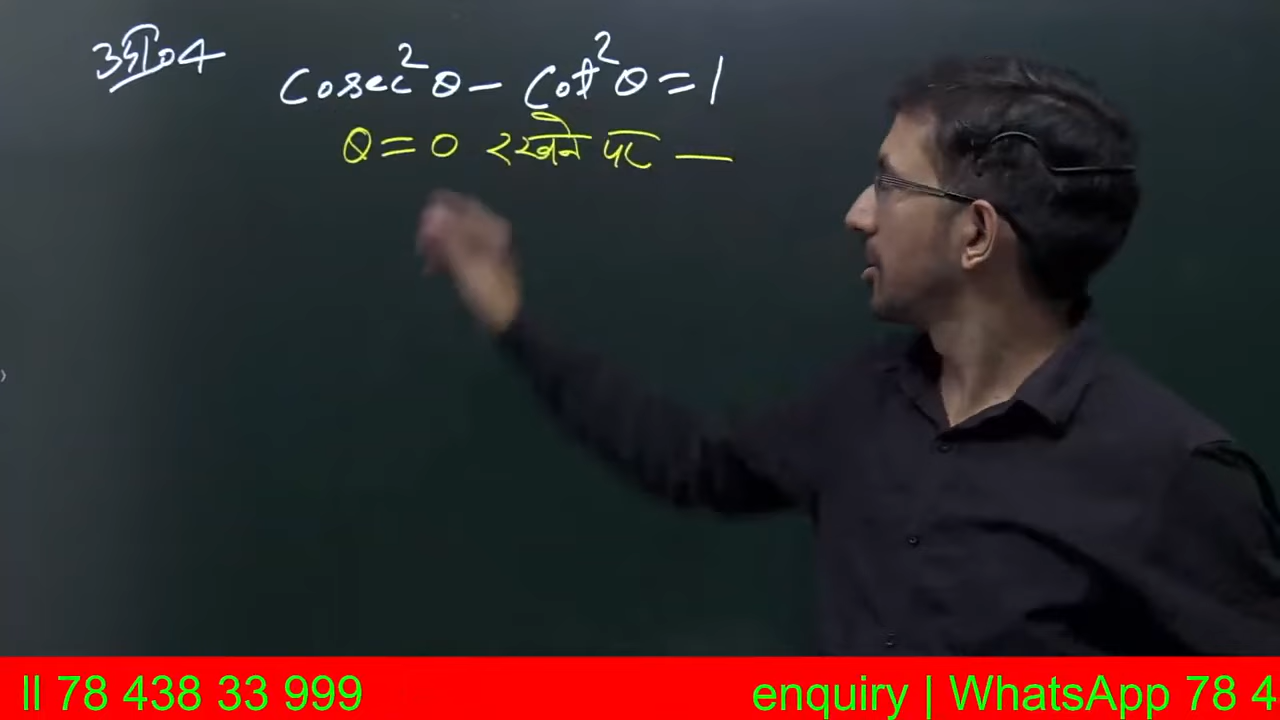 उदा०4
cosec²θ - cot²θ = 1
θ = 0 रखने पर —
ll 78 438 33 999 enquiry | WhatsApp 78 4